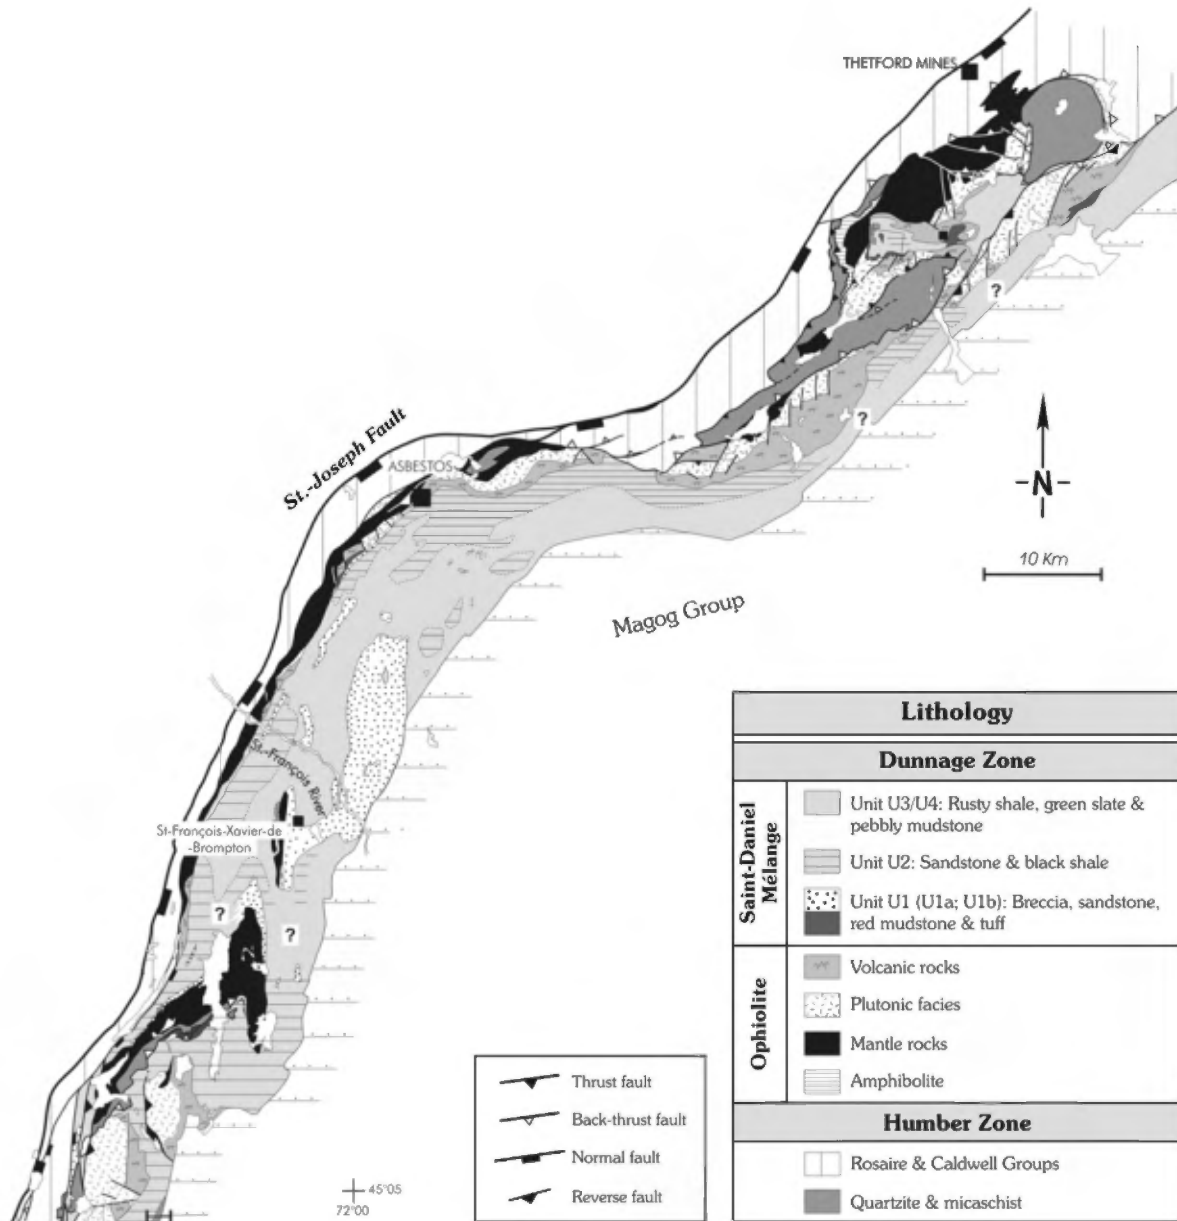 THETFORD MINES
?
?
St.-Joseph Fault
ASBESTOS
-N-
10 Km
Magog Group
St-François River
St-François-Xavier-de
-Brompton
?
?
45°05
72°00
Thrust fault
Back-thrust fault
Normal fault
Reverse fault
Lithology
Dunnage Zone
Saint-Daniel
Mélange
Unit U3/U4: Rusty shale, green slate &
pebbly mudstone
Unit U2: Sandstone & black shale
Unit U1 (U1a; U1b): Breccia, sandstone,
red mudstone & tuff
Ophiolite
Volcanic rocks
Plutonic facies
Mantle rocks
Amphibolite
Humber Zone
Rosaire & Caldwell Groups
Quartzite & micaschist